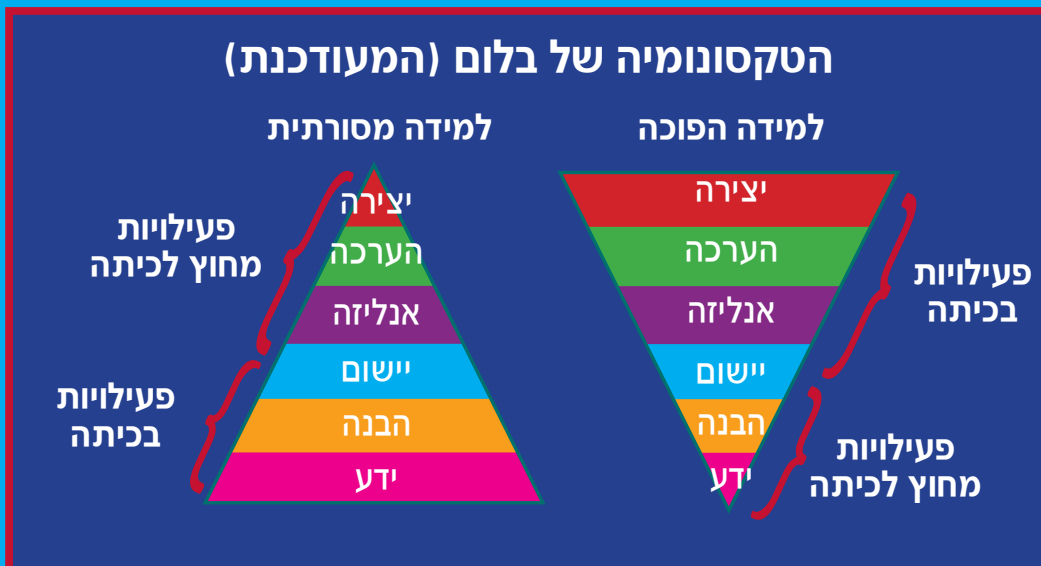 הטקסונומיה של בלום (המעודכנת)
למידה הפוכה
יצירה
הערכה
אנליזה
יישום
הבנה
ידע
פעילויות
בכיתה
פעילויות
מחוץ לכיתה
למידה מסורתית
יצירה
הערכה
אנליזה
יישום
הבנה
ידע
פעילויות
מחוץ לכיתה
פעילויות
בכיתה